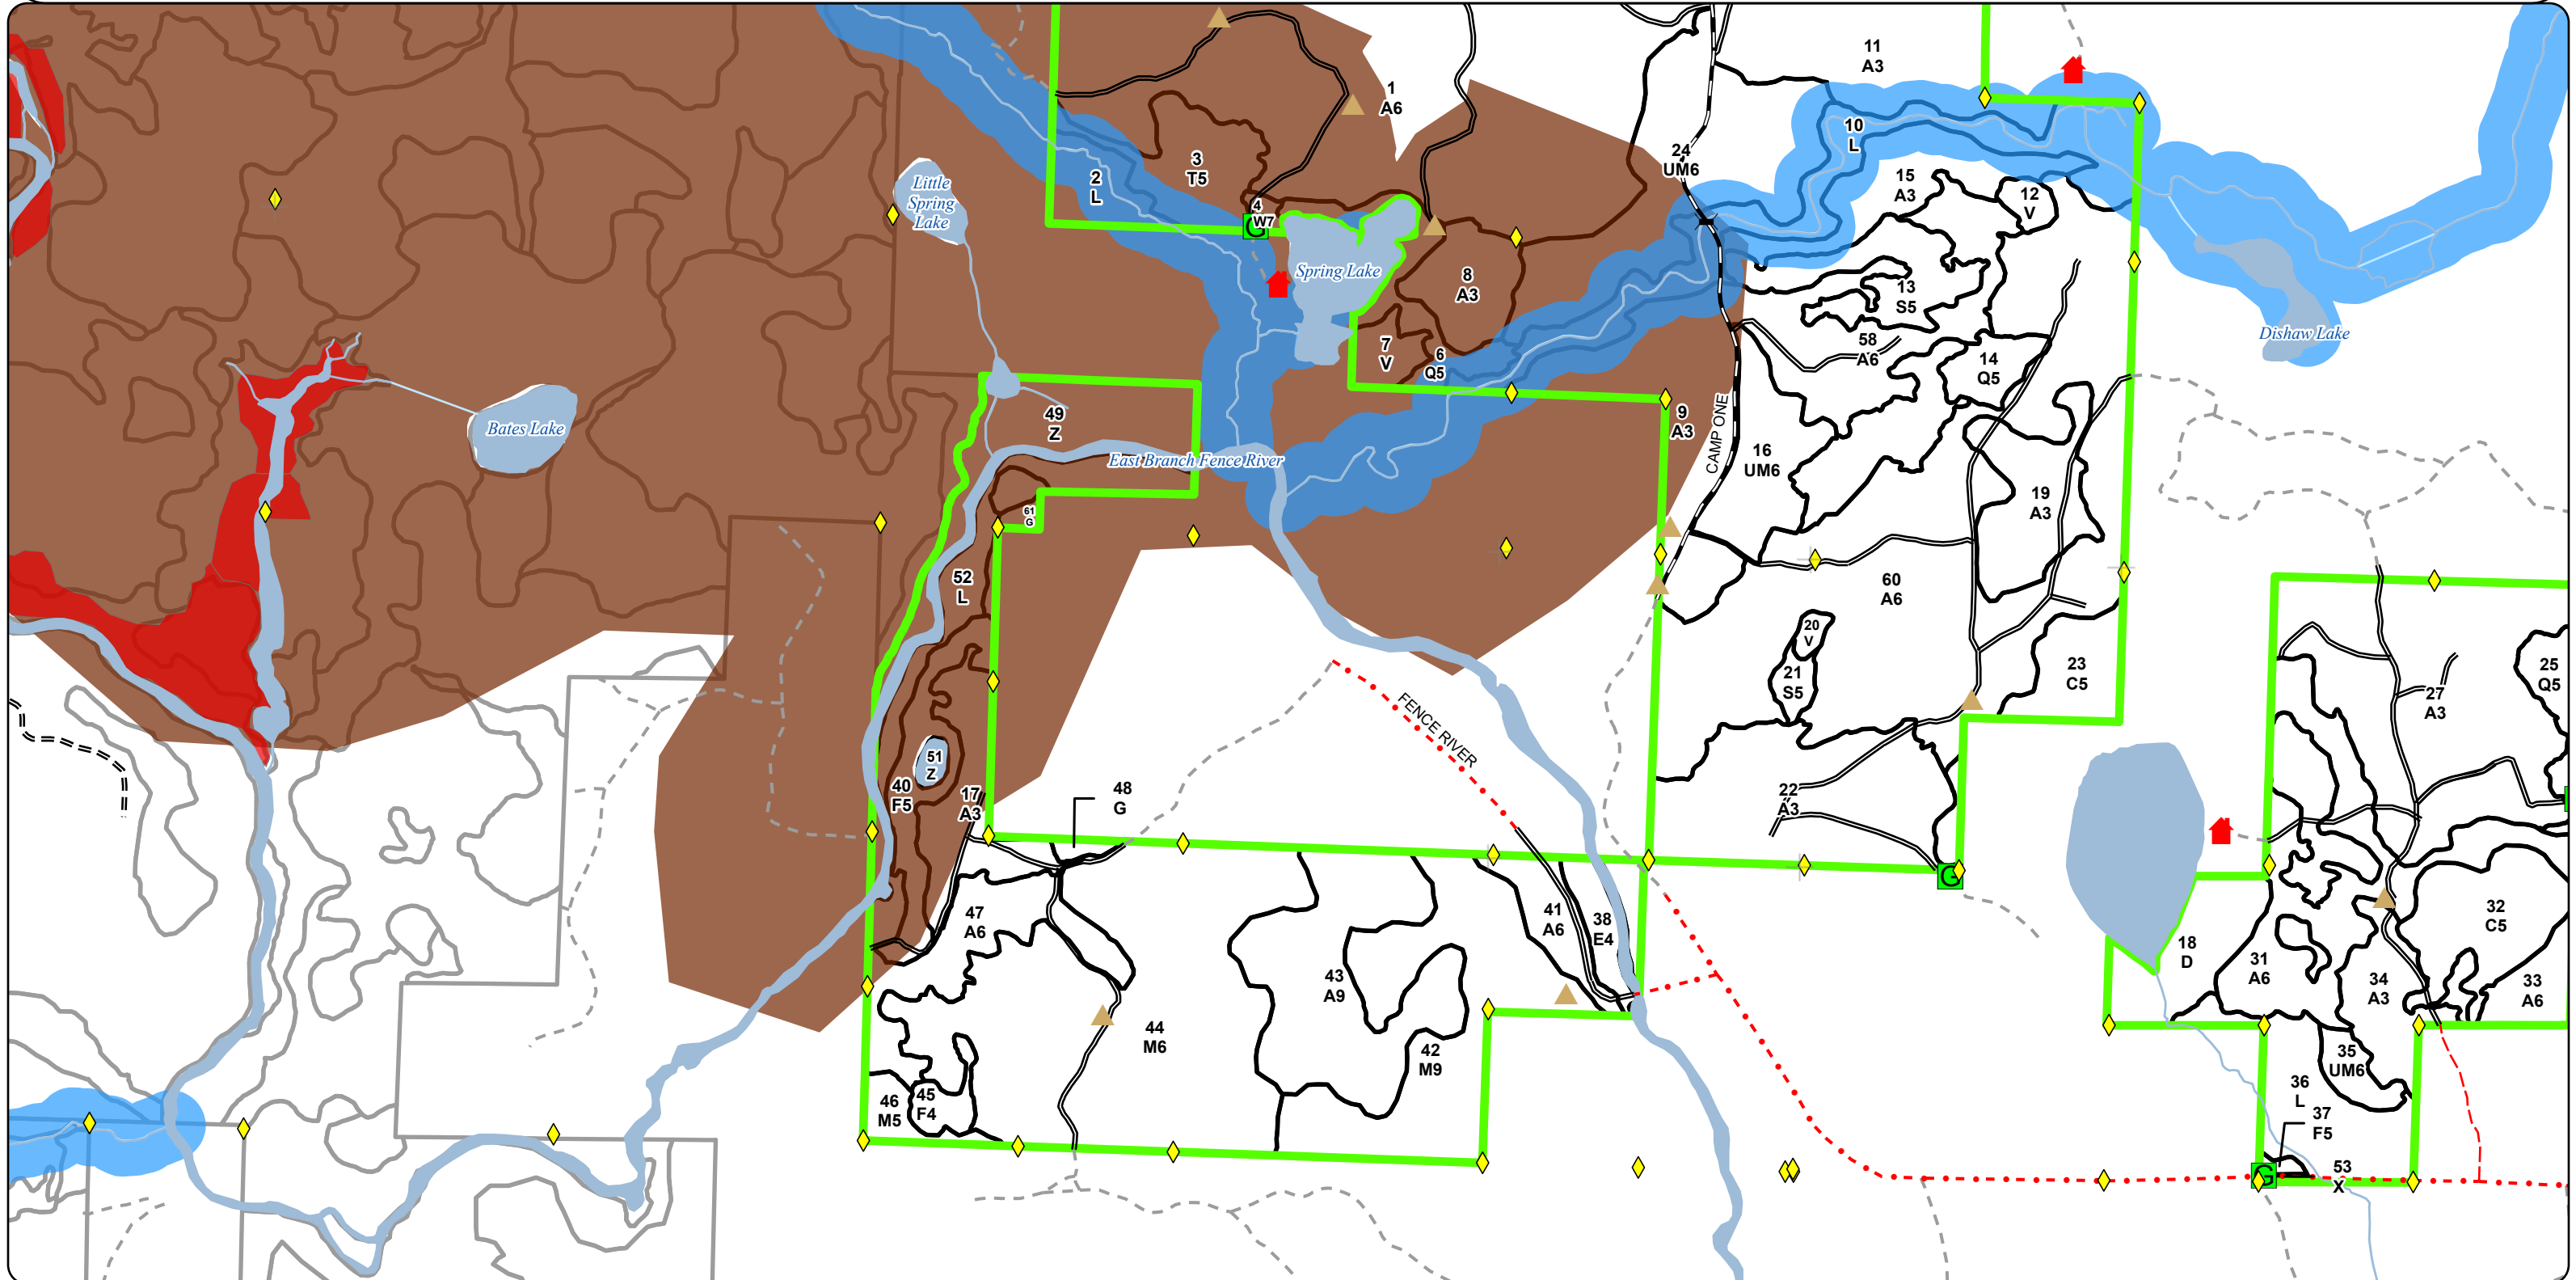 11
A3
1
A6
10
L
24
UM6
3
T5
2
L
15
A3
12
V
Little
Spring
Lake
4
W7
G
Spring Lake
8
A3
13
S5
Dishaw Lake
7
V
6
Q5
58
A6
14
Q5
49
Z
9
A3
CAMP ONE
Bates Lake
East Branch Fence River
16
UM6
19
A3
61
G
52
L
60
A6
20
V
21
S5
23
C5
25
Q5
27
A3
FENCE RIVER
51
Z
40
F5
17
A3
48
G
22
A3
G
47
A6
41
A6
38
E4
18
D
32
C5
43
A9
31
A6
34
A3
33
A6
44
M6
42
M9
35
UM6
46
M5
45
F4
36
L
37
F5
G
53
X